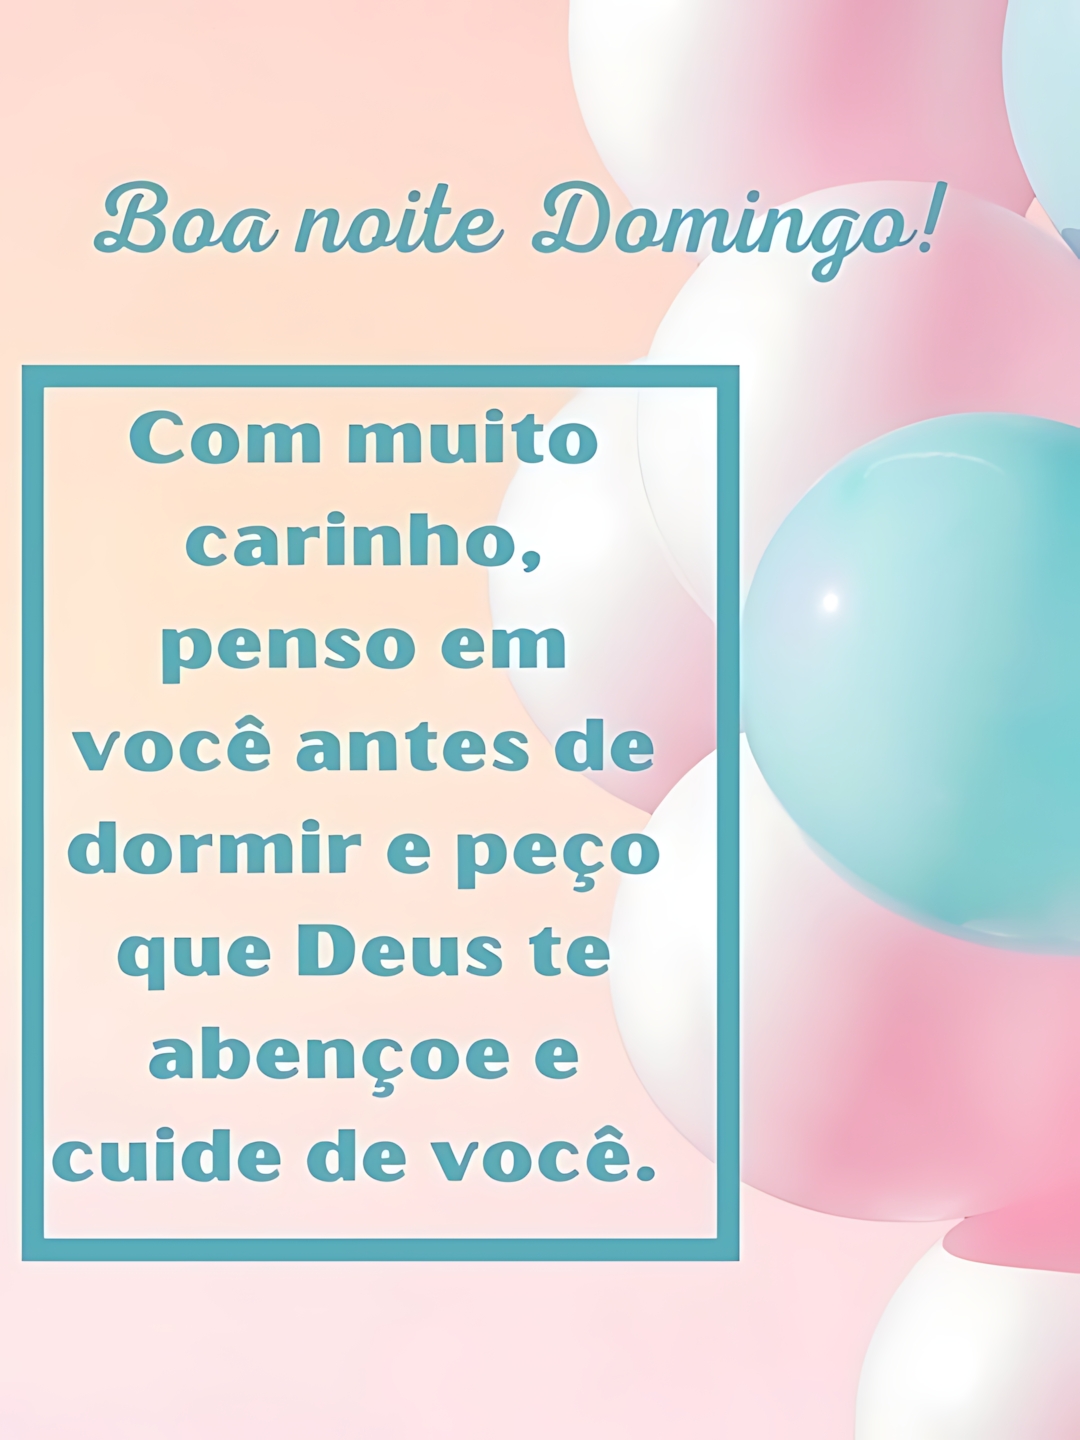 Boa noite Domingo!
Com muito
carinho,
penso em
você antes de
dormir e peço
que Deus te
abençoe e
cuide de você.